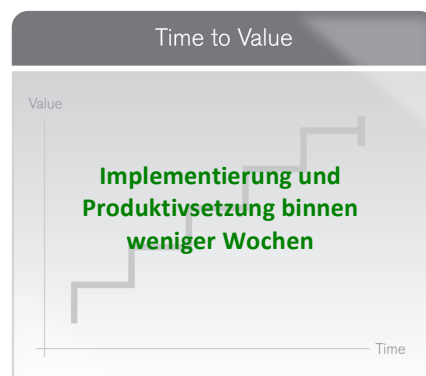 Time to Value
Value
Implementierung und
Produktivsetzung binnen
weniger Wochen
Time